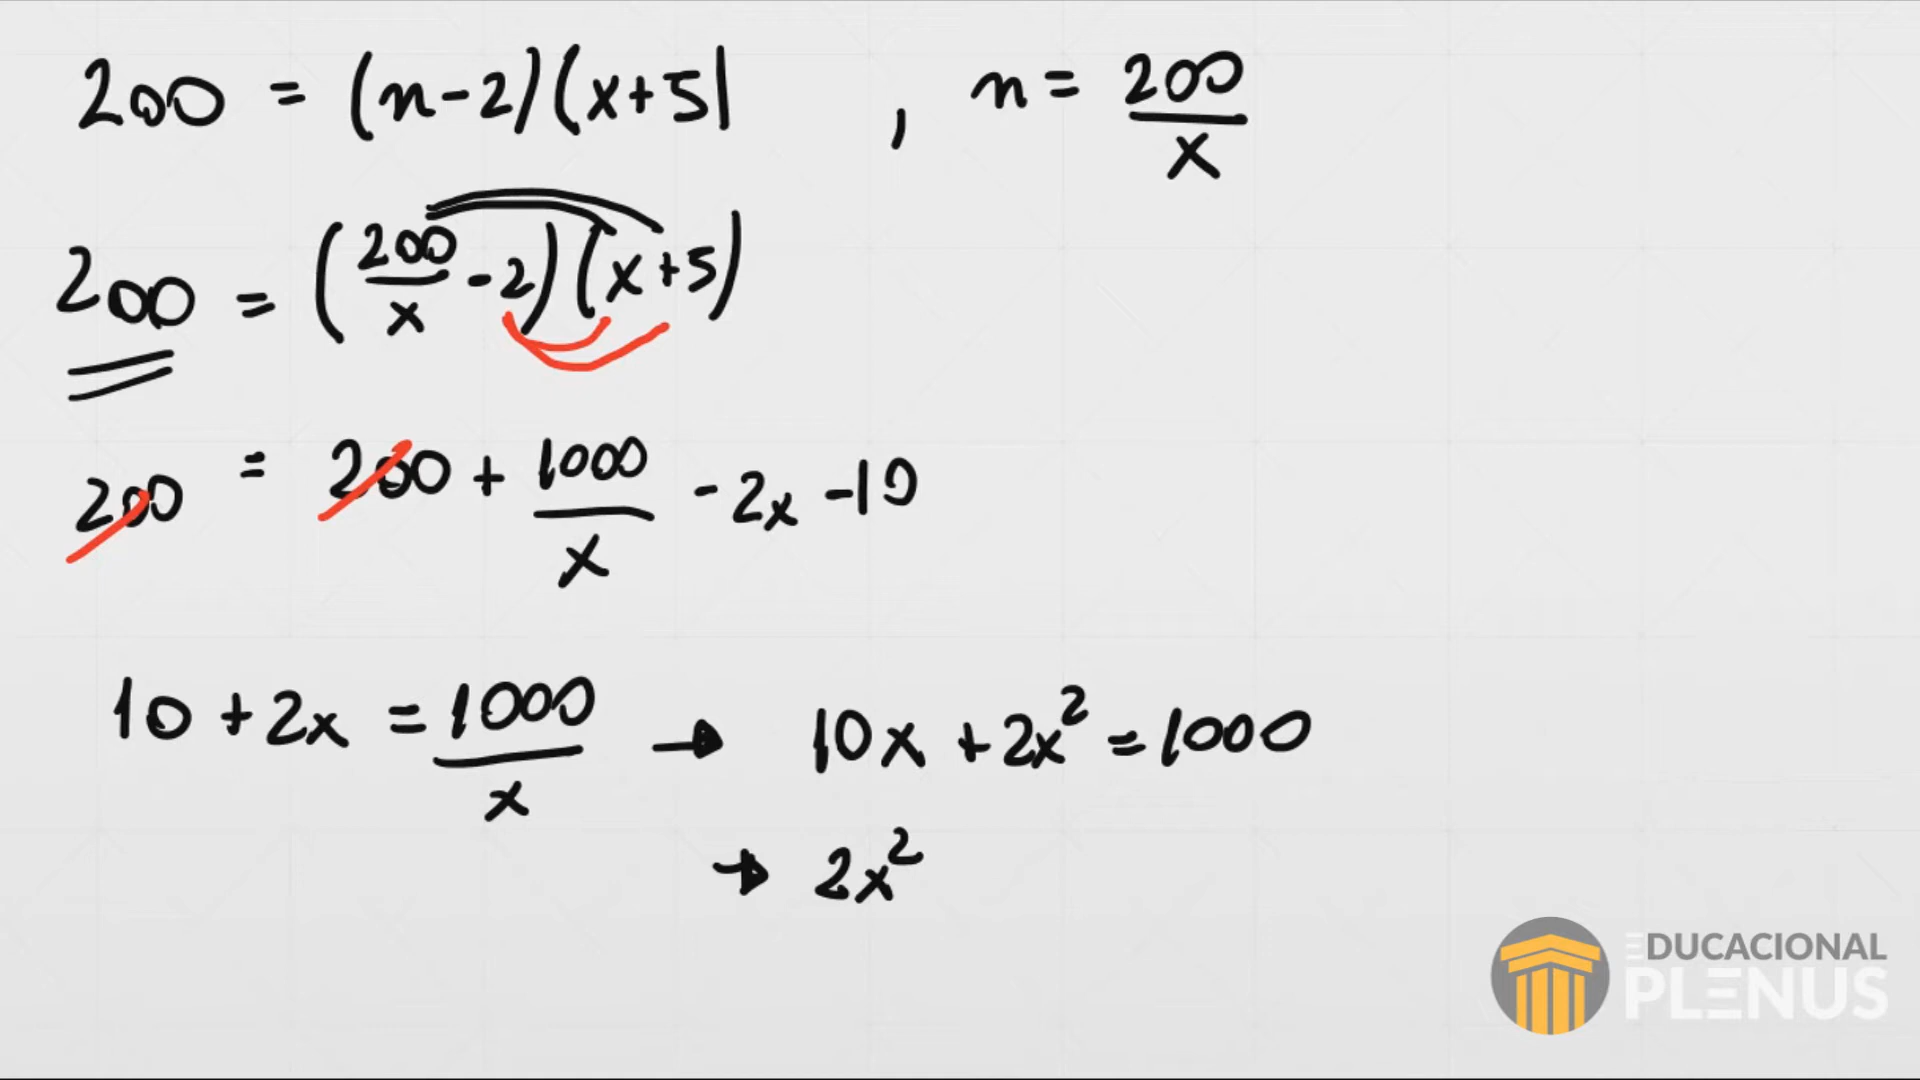 200 = (n-2)(x+5) , n = 200/x
200 = (200/x - 2)(x+5)
200 = 200 + 1000/x - 2x - 10
10 + 2x = 1000/x → 10x + 2x² = 1000
→ 2x²
EDUCACIONAL
PLENUS